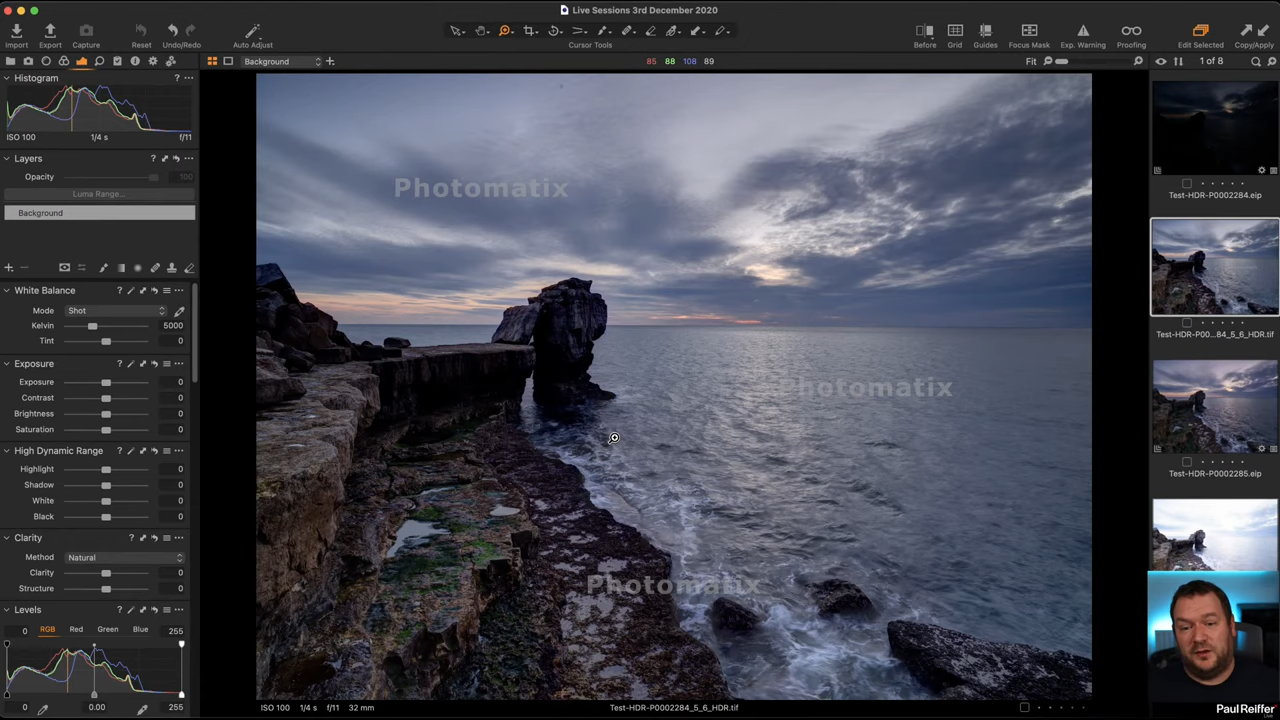 Live Sessions 3rd December 2020
Import Export Capture Reset Undo/Redo Auto Adjust Cursor Tools Before Grid Guides Focus Mask Exp. Warning Proofing Edit Selected Copy/Apply
Background 85 88 108 89 Fit 1 of 8
Histogram ? ...
ISO 100 1/4 s f/11
Layers ? ...
Opacity 100
Luma Range...
Background
White Balance ? ...
Mode Shot
Kelvin 5000
Tint 0
Exposure ? ...
Exposure 0
Contrast 0
Brightness 0
Saturation 0
High Dynamic Range ? ...
Highlight 0
Shadow 0
White 0
Black 0
Clarity ? ...
Method Natural
Clarity 0
Structure 0
Levels ? ...
0 RGB Red Green Blue 255
0 0.00 255
Photomatix
Photomatix
Photomatix
ISO 100 1/4 s f/11 32 mm Test-HDR-P0002284_5_6_HDR.tif
Test-HDR-P0002284.eip
Test-HDR-P00...84_5_6_HDR.tif
Test-HDR-P0002285.eip
Paul Reiffer
Live